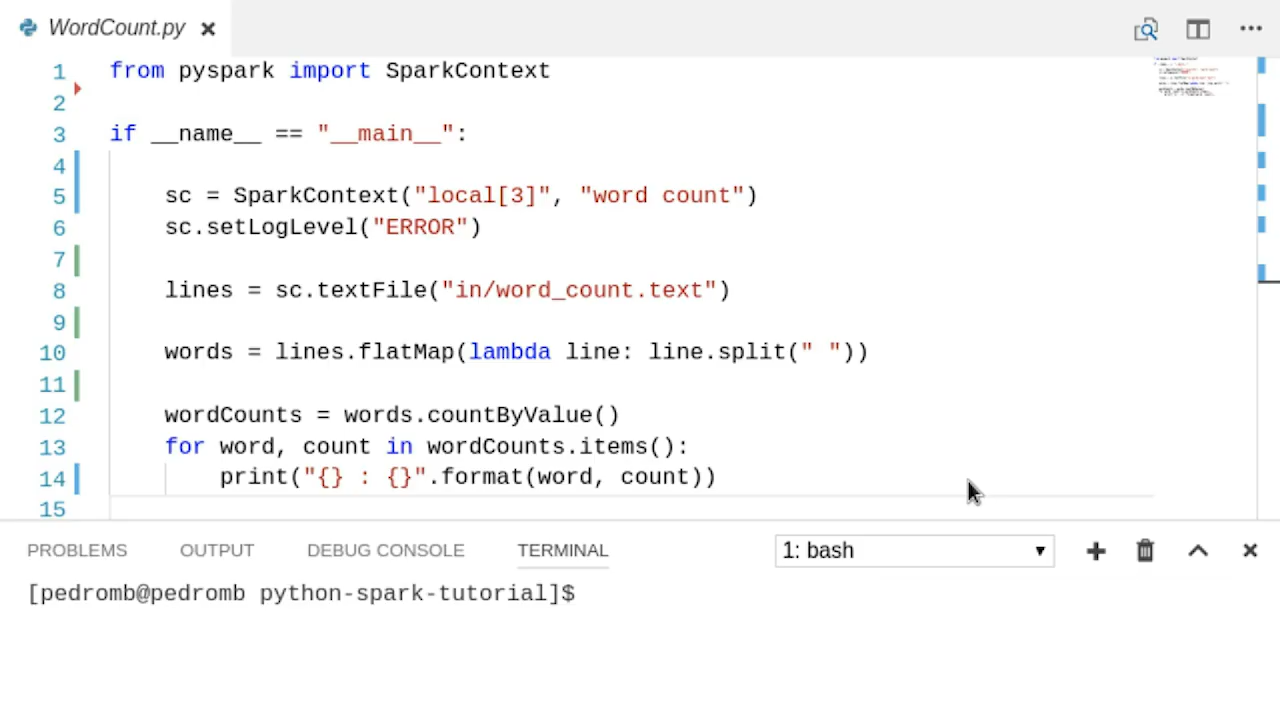 WordCount.py
1 from pyspark import SparkContext
2
3 if __name__ == "__main__":
4
5 sc = SparkContext("local[3]", "word count")
6 sc.setLogLevel("ERROR")
7
8 lines = sc.textFile("in/word_count.text")
9
10 words = lines.flatMap(lambda line: line.split(" "))
11
12 wordCounts = words.countByValue()
13 for word, count in wordCounts.items():
14 print("{} : {}".format(word, count))
15
PROBLEMS OUTPUT DEBUG CONSOLE TERMINAL 1: bash
[pedromb@pedromb python-spark-tutorial]$